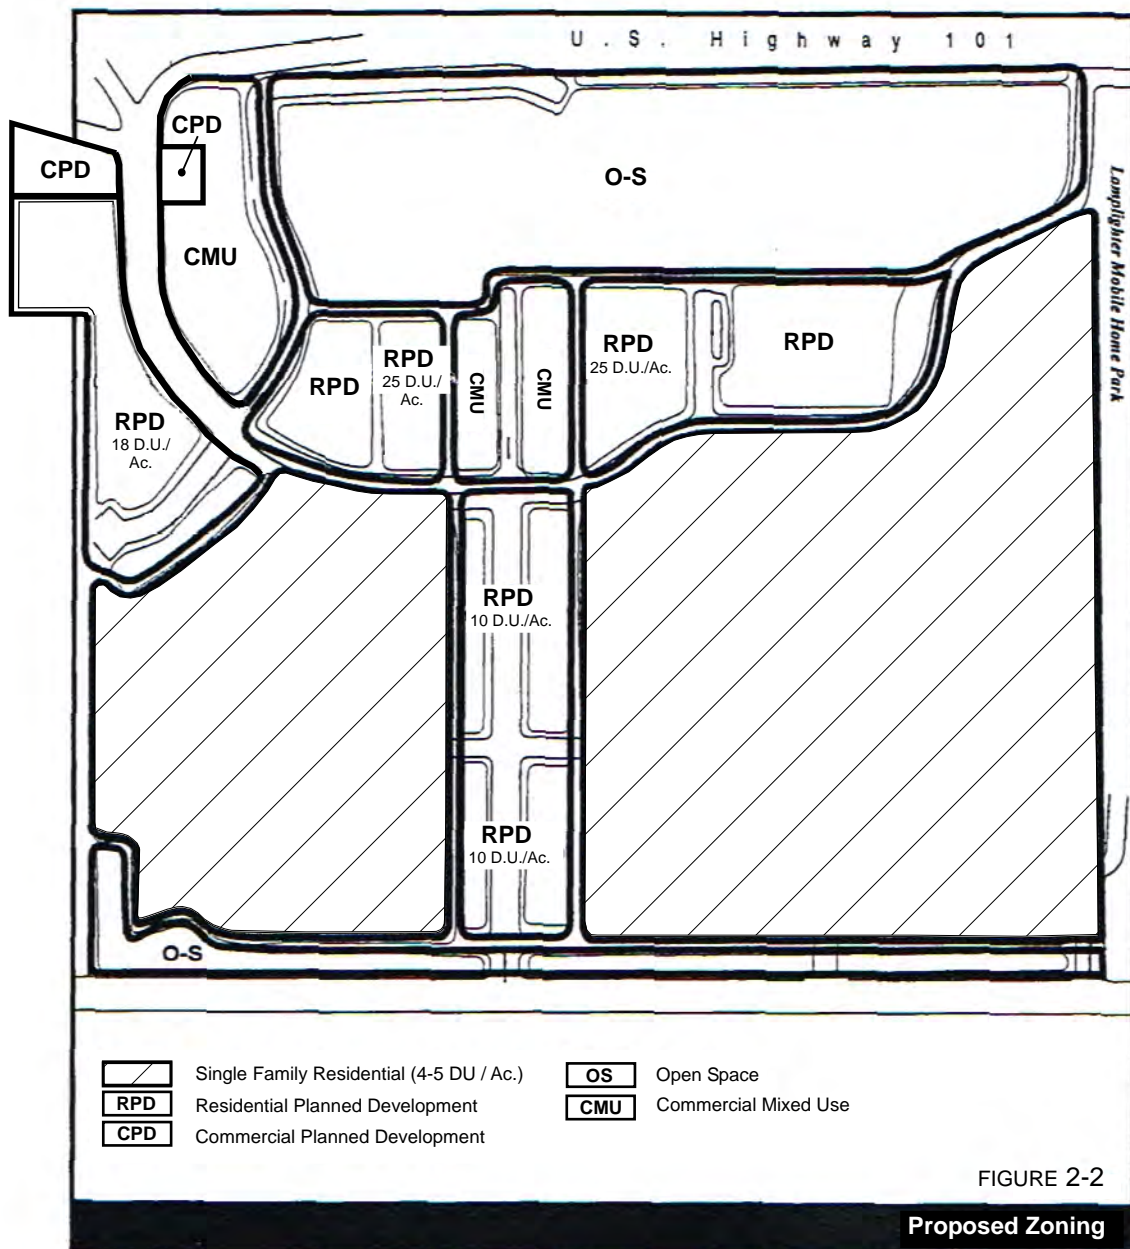 U.S. Highway 101
CPD
CPD
O-S
CMU
Lamplighter Mobile Home Park
RPD
RPD
25 D.U./
Ac.
CMU
CMU
RPD
25 D.U./Ac.
RPD
RPD
18 D.U./
Ac.
RPD
10 D.U./Ac.
RPD
10 D.U./Ac.
O-S
Single Family Residential (4-5 DU / Ac.)
RPD Residential Planned Development
CPD Commercial Planned Development
OS Open Space
CMU Commercial Mixed Use
FIGURE 2-2
Proposed Zoning